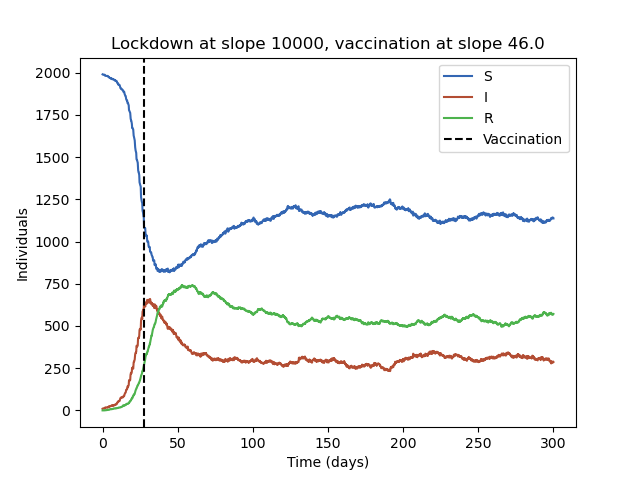 Lockdown at slope 10000, vaccination at slope 46.0
S
I
R
Vaccination
Individuals
2000
1750
1500
1250
1000
750
500
250
0
0 50 100 150 200 250 300
Time (days)